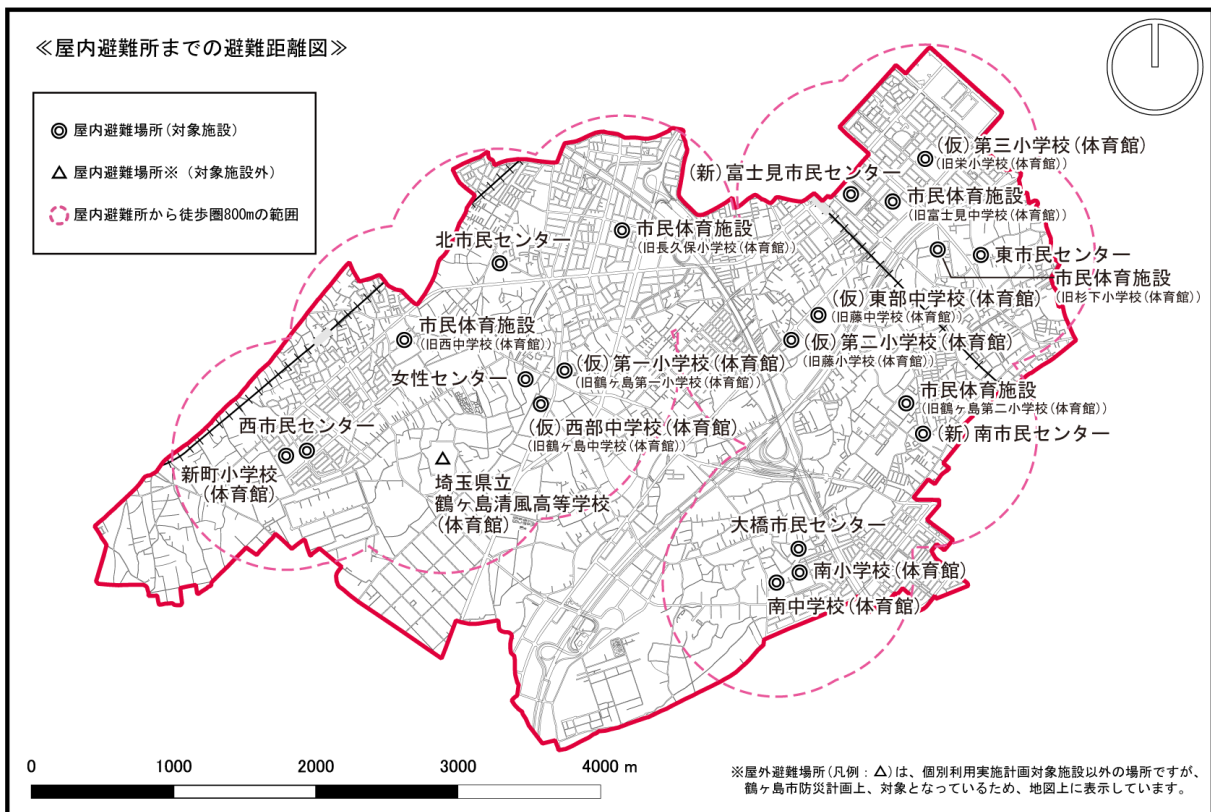 ≪屋内避難所までの避難距離図≫
屋内避難場所(対象施設)
屋内避難場所※(対象施設外)
屋内避難所から徒歩圏800mの範囲
(仮)第三小学校(体育館)
(旧栄小学校(体育館))
(新)富士見市民センター
市民体育施設
(旧富士見中学校(体育館))
市民体育施設
(旧長久保小学校(体育館))
北市民センター
東市民センター
市民体育施設
(旧杉下小学校(体育館))
(仮)東部中学校(体育館)
(旧藤中学校(体育館))
市民体育施設
(旧西中学校(体育館))
(仮)第二小学校(体育館)
(旧藤小学校(体育館))
(仮)第一小学校(体育館)
(旧鶴ヶ島第一小学校(体育館))
女性センター
市民体育施設
(旧鶴ヶ島第二小学校(体育館))
(仮)西部中学校(体育館)
(旧鶴ヶ島中学校(体育館))
西市民センター
(新)南市民センター
新町小学校
(体育館)
埼玉県立
鶴ヶ島清風高等学校
(体育館)
大橋市民センター
南小学校(体育館)
南中学校(体育館)
0 1000 2000 3000 4000 m
※屋外避難場所(凡例:△)は、個別利用実施計画対象施設以外の場所ですが、
鶴ヶ島市防災計画上、対象となっているため、地図上に表示しています。